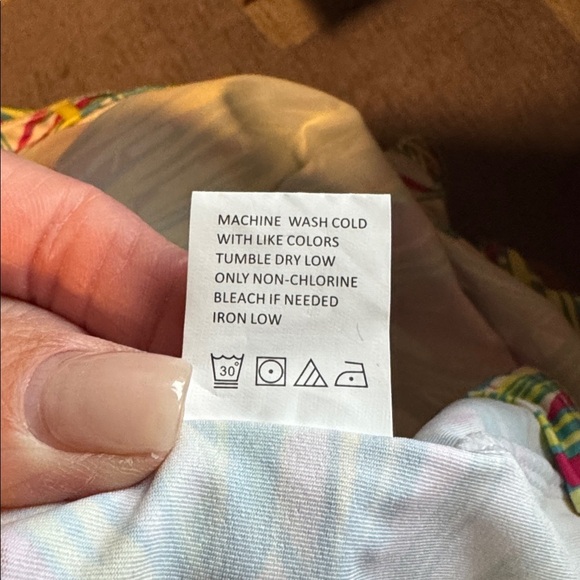 MACHINE WASH COLD
WITH LIKE COLORS
TUMBLE DRY LOW
ONLY NON-CHLORINE
BLEACH IF NEEDED
IRON LOW
30°